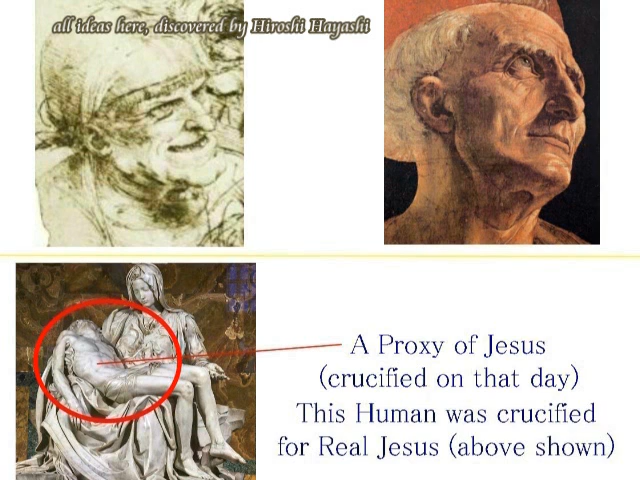 all ideas here, discovered by Hiroshi Hayashi
A Proxy of Jesus
(crucified on that day)
This Human was crucified
for Real Jesus (above shown)